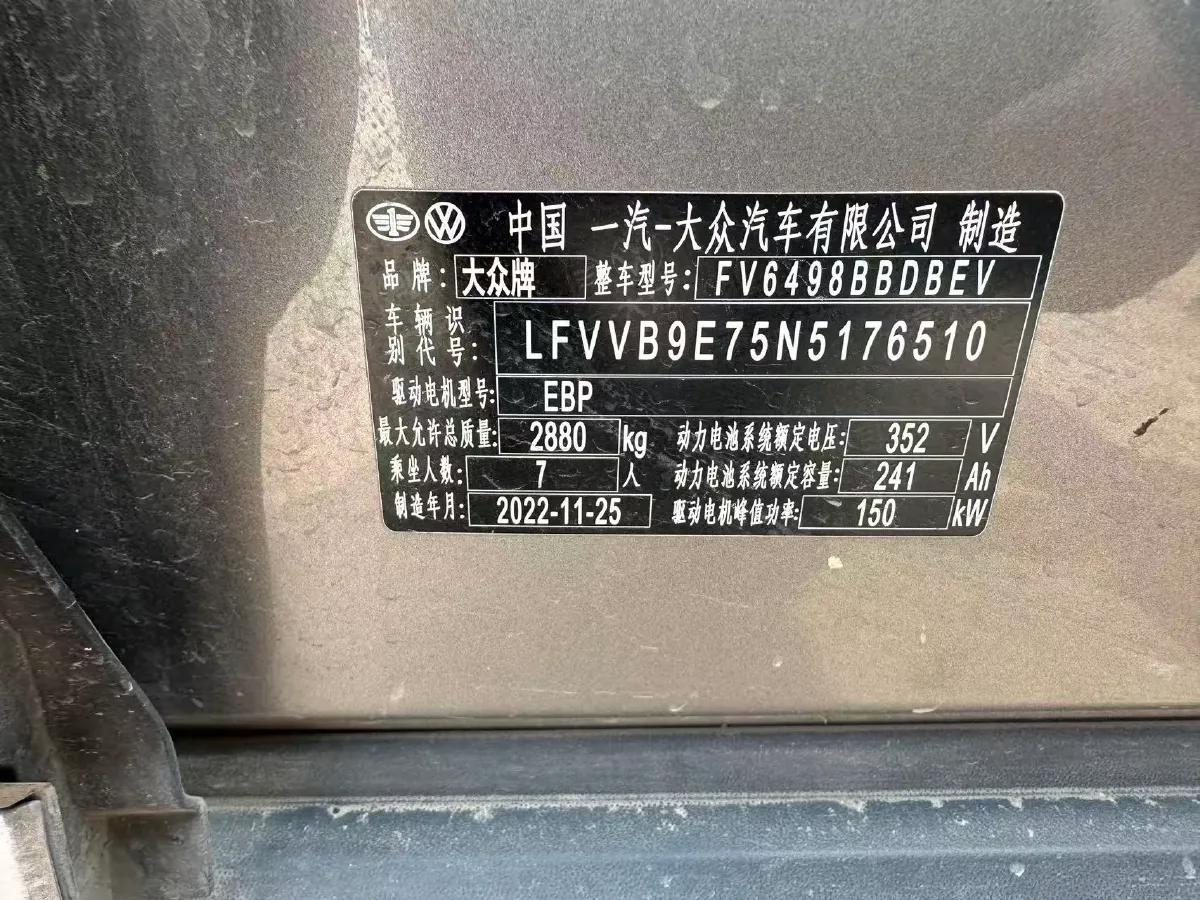 中国 一汽-大众汽车有限公司 制造
品牌: 大众牌 整车型号: FV6498BBDBEV
车辆识别代号: LFVVB9E75N5176510
驱动电机型号: EBP
最大允许总质量: 2880 kg 动力电池系统额定电压: 352 V
乘坐人数: 7 人 动力电池系统额定容量: 241 Ah
制造年月: 2022-11-25 驱动电机峰值功率: 150 kW